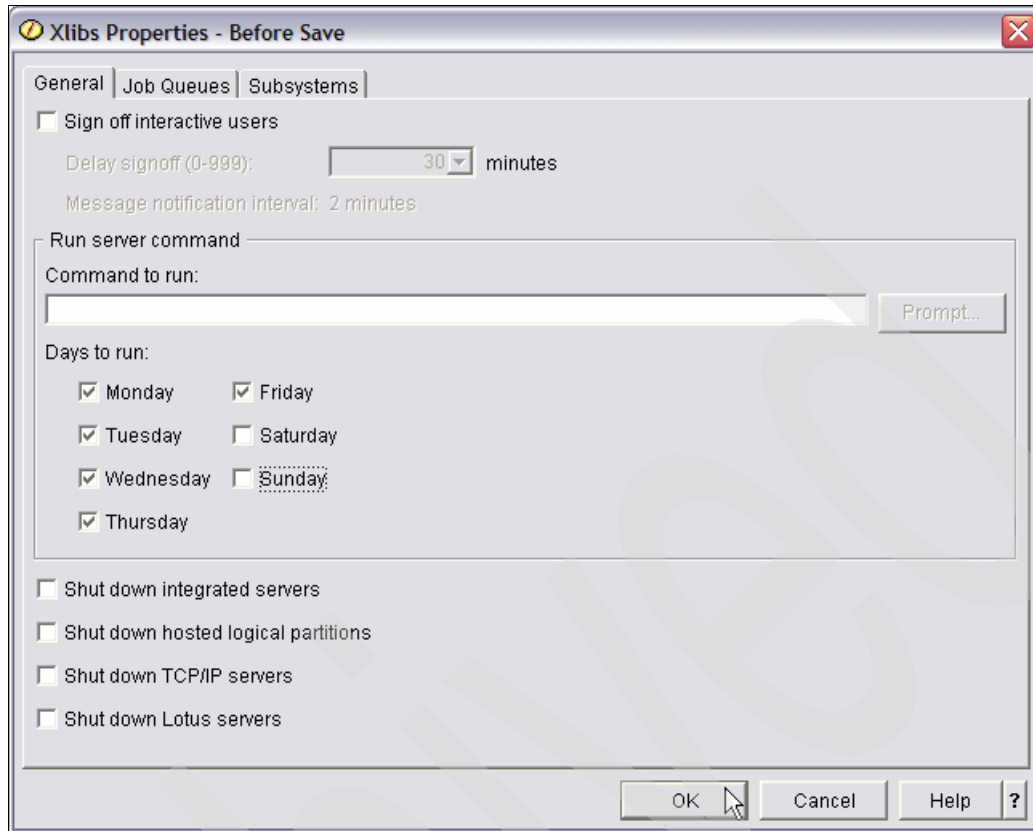 Xlibs Properties - Before Save
General Job Queues Subsystems
Sign off interactive users
Delay signoff (0-999): 30 minutes
Message notification interval: 2 minutes
Run server command
Command to run:
Prompt...
Days to run:
Monday Friday
Tuesday Saturday
Wednesday Sunday
Thursday
Shut down integrated servers
Shut down hosted logical partitions
Shut down TCP/IP servers
Shut down Lotus servers
OK Cancel Help ?